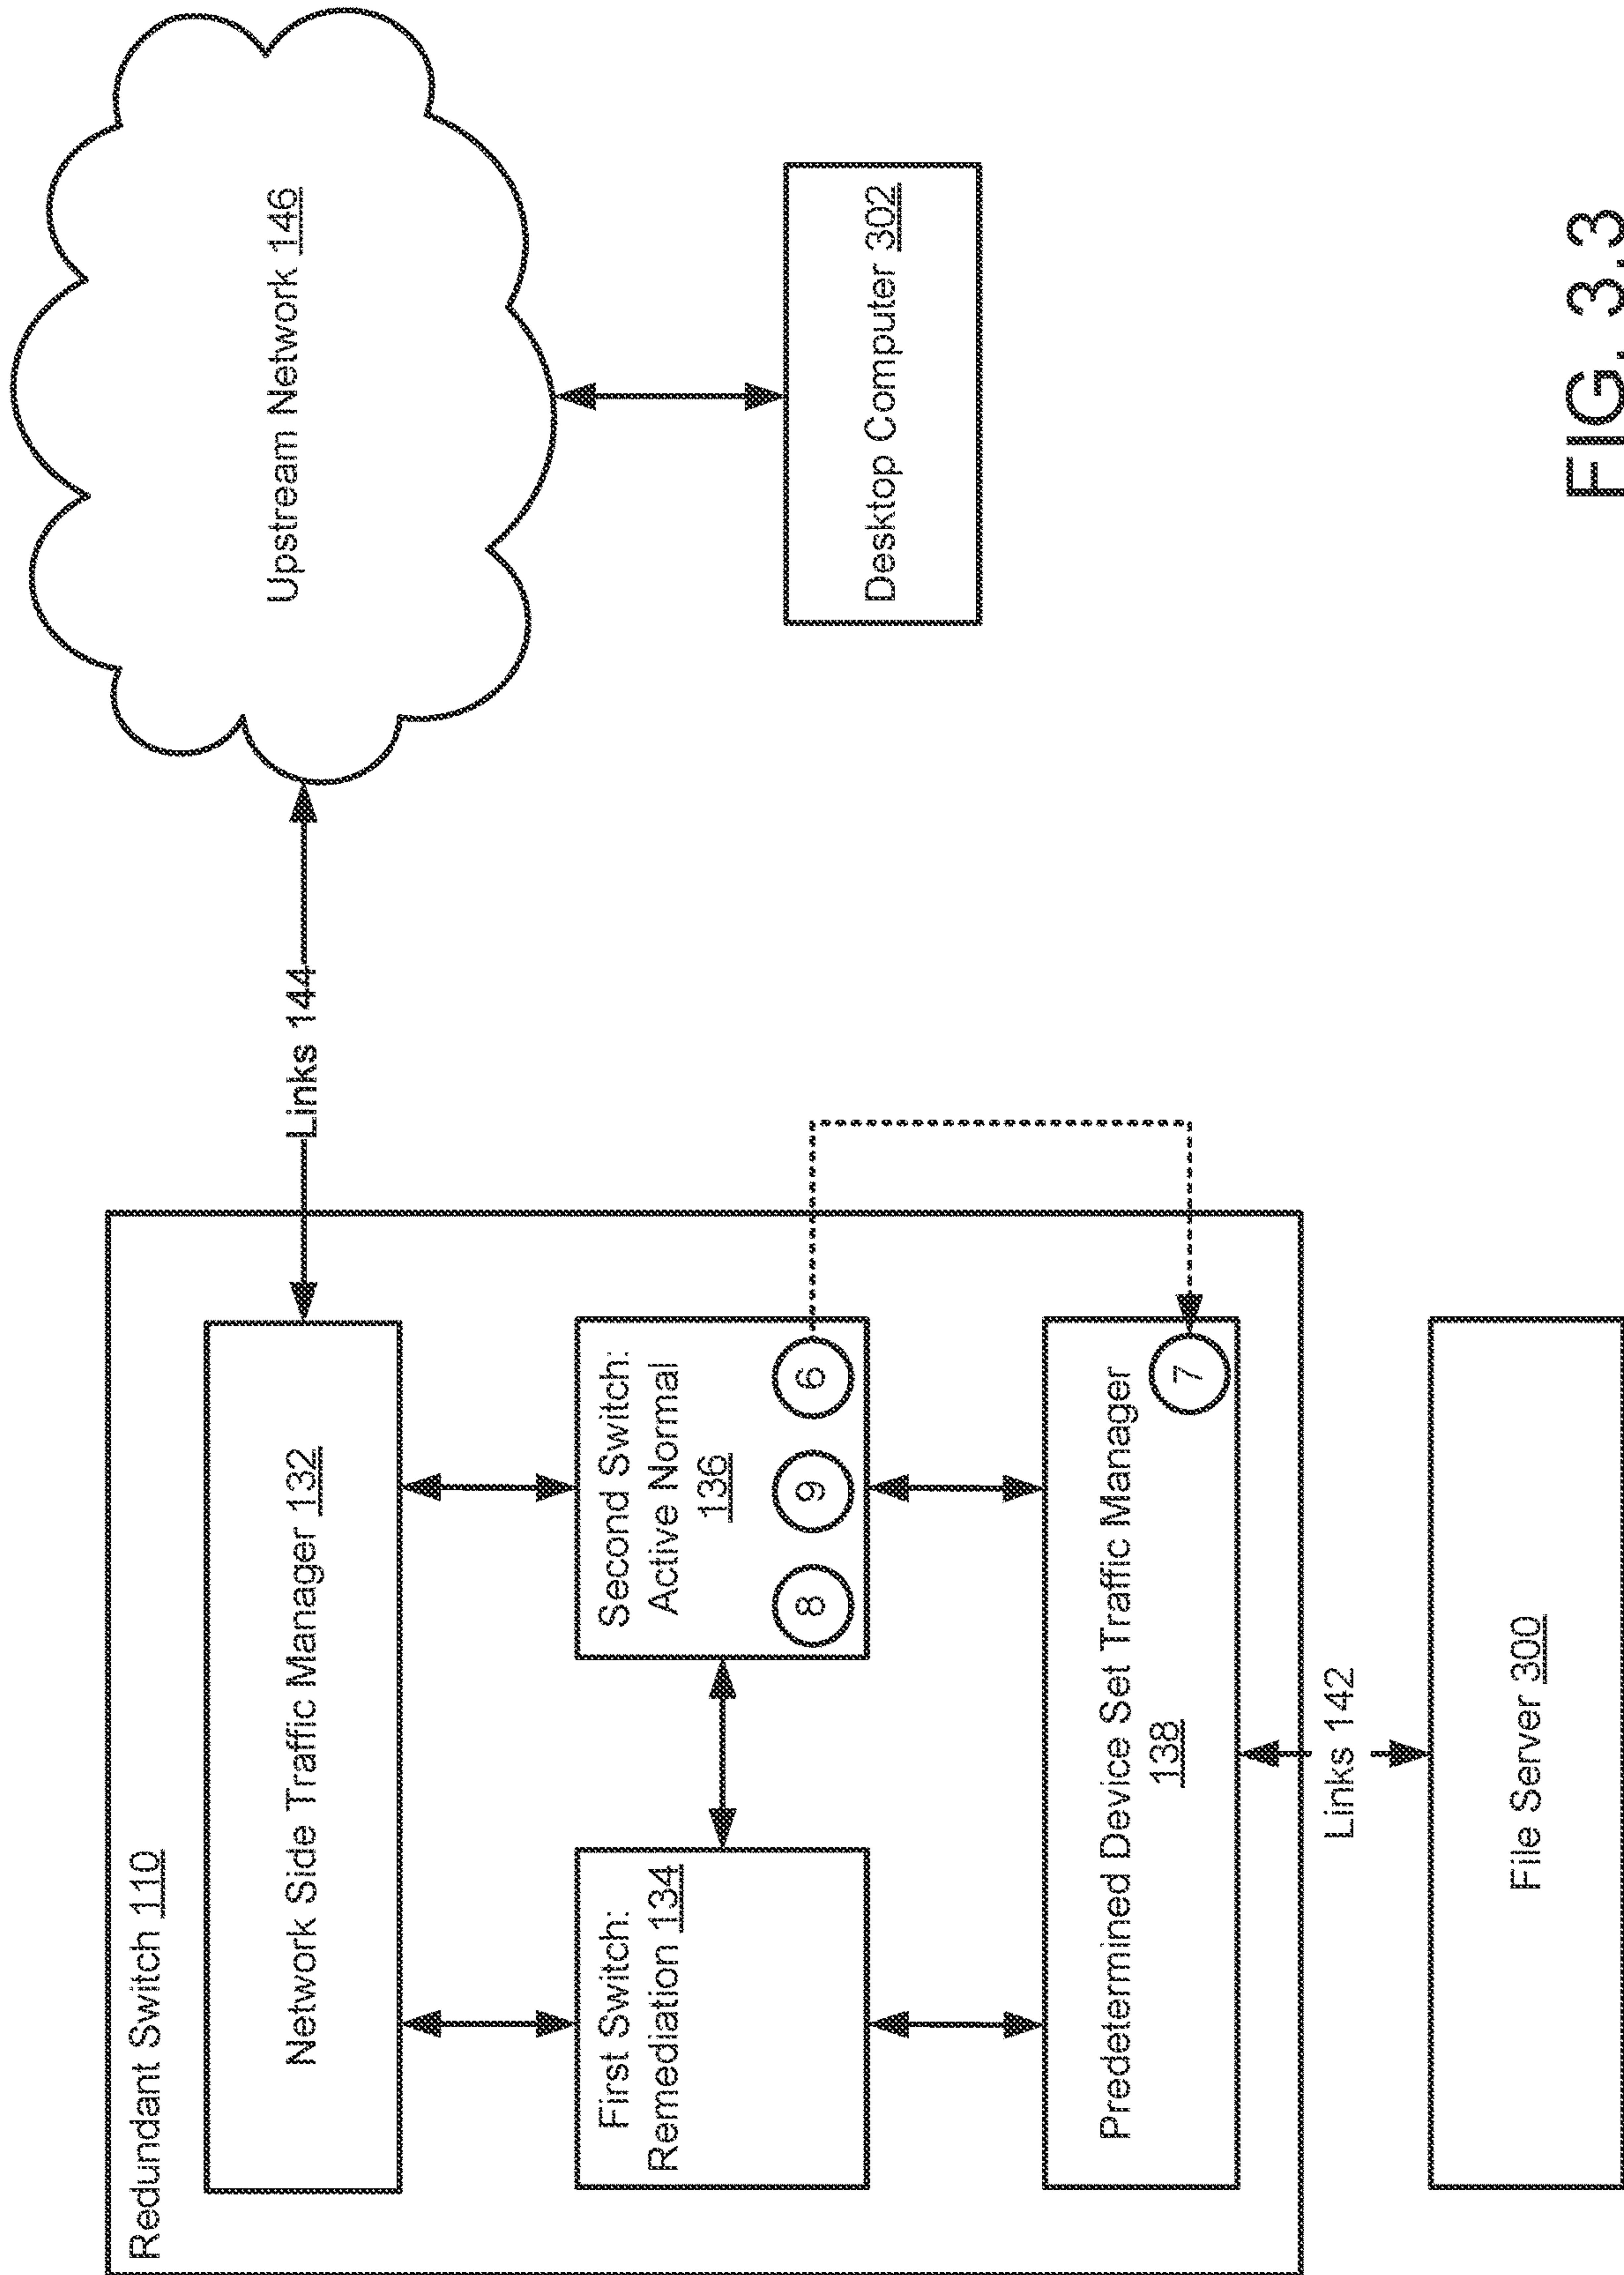 Redundant Switch 110
Network Side Traffic Manager 132
Links 144
Upstream Network 146
First Switch:
Remediation 134
Second Switch:
Active Normal
136
8
9
6
Desktop Computer 302
Predetermined Device Set Traffic Manager
138
7
Links 142
File Server 300
FIG. 3.3